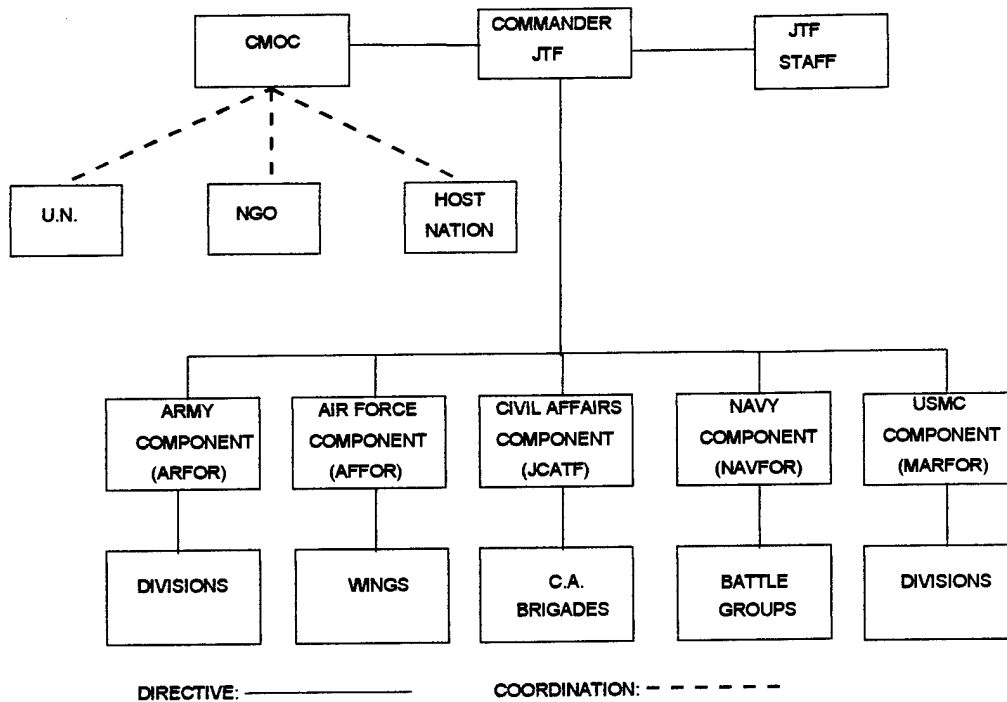 CMOC
COMMANDER
JTF
JTF
STAFF
U.N.
NGO
HOST
NATION
ARMY
COMPONENT
(ARFOR)
AIR FORCE
COMPONENT
(AFFOR)
CIVIL AFFAIRS
COMPONENT
(JCATF)
NAVY
COMPONENT
(NAVFOR)
USMC
COMPONENT
(MARFOR)
DIVISIONS
WINGS
C.A.
BRIGADES
BATTLE
GROUPS
DIVISIONS
DIRECTIVE:
COORDINATION: